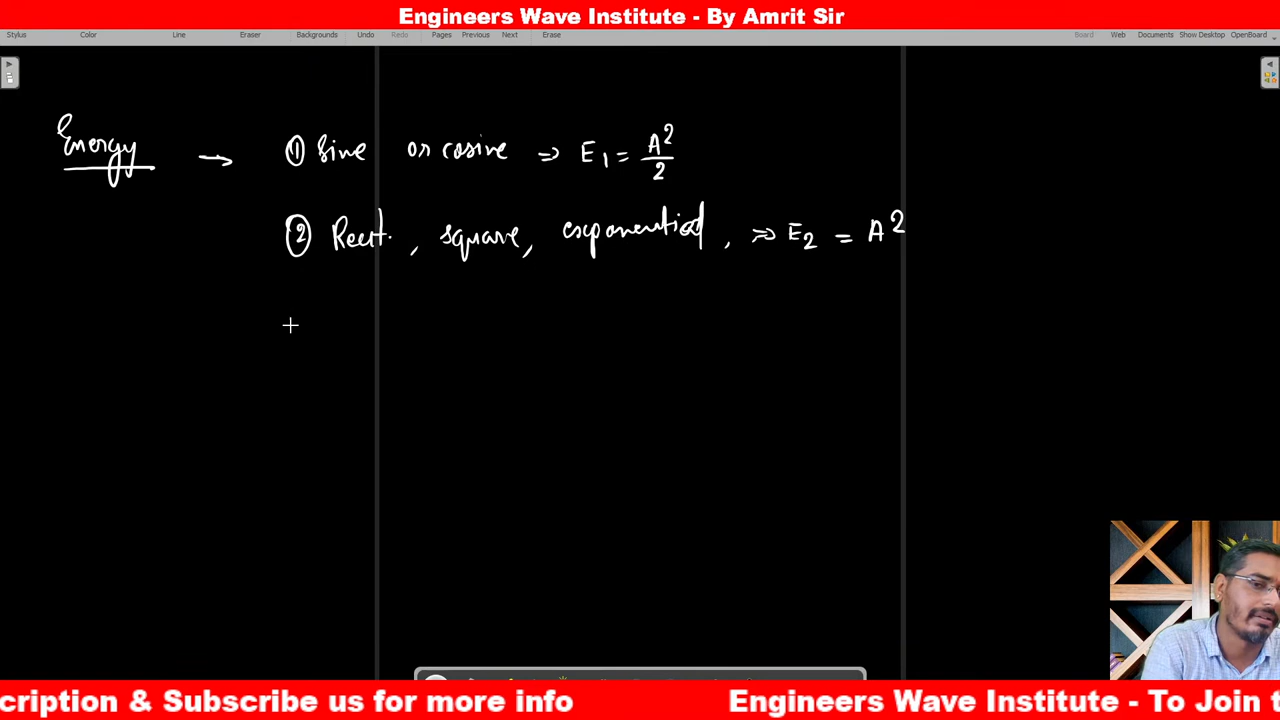 Engineers Wave Institute - By Amrit Sir
Stylus Color Line Eraser Backgrounds Undo Redo Pages Previous Next Erase Board Web Documents Show Desktop OpenBoard
Energy → ① Sine or cosine ⇒ E₁ = A²/2
② Rect. , square, exponential, ⇒ E₂ = A²
cription & Subscribe us for more info Engineers Wave Institute - To Join t